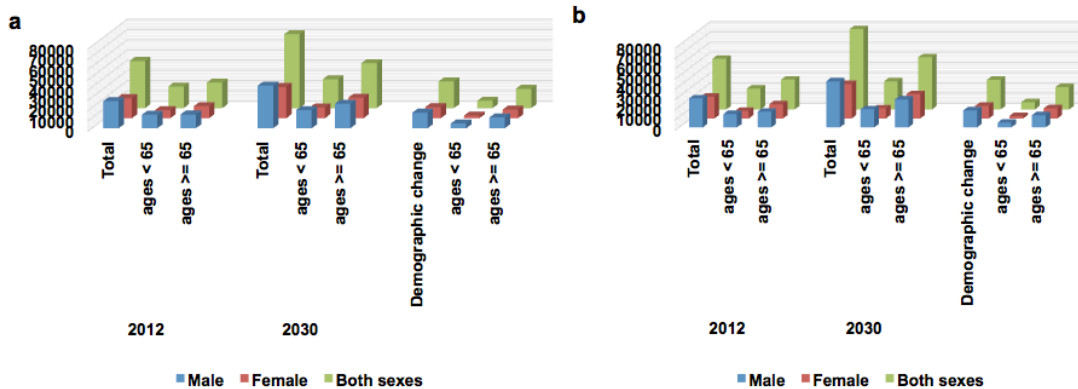 a
80000
70000
60000
50000
40000
30000
20000
10000
0
Total
ages < 65
ages >= 65
Total
ages < 65
ages >= 65
Demographic change
ages < 65
ages >= 65
2012
2030
Male Female Both sexes
b
80000
70000
60000
50000
40000
30000
20000
10000
0
Total
ages < 65
ages >= 65
Total
ages < 65
ages >= 65
Demographic change
ages < 65
ages >= 65
2012
2030
Male Female Both sexes